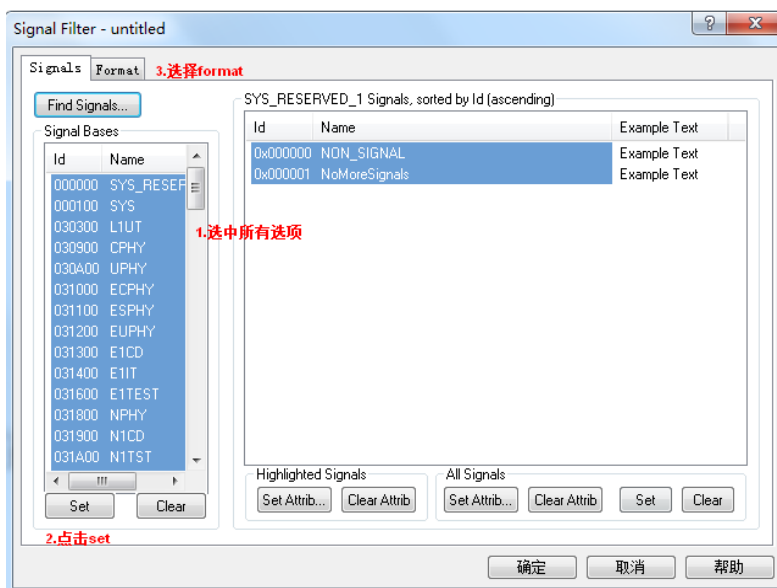 Signal Filter - untitled
Signals Format 3.选择format
Find Signals...
SYS_RESERVED_1 Signals, sorted by Id (ascending)
Signal Bases
Id Name
000000 SYS_RESEF
000100 SYS
030300 L1UT
030900 CPHY
030A00 UPHY
031000 ECPHY
031100 ESPHY
031200 EUPHY
031300 E1CD
031400 E1IT
031600 E1TEST
031800 NPHY
031900 N1CD
031A00 N1TST
Id Name Example Text
0x000000 NON_SIGNAL Example Text
0x000001 NoMoreSignals Example Text
1.选中所有选项
Set Clear
2.点击set
Highlighted Signals
Set Attrib... Clear Attrib
All Signals
Set Attrib... Clear Attrib Set Clear
确定 取消 帮助